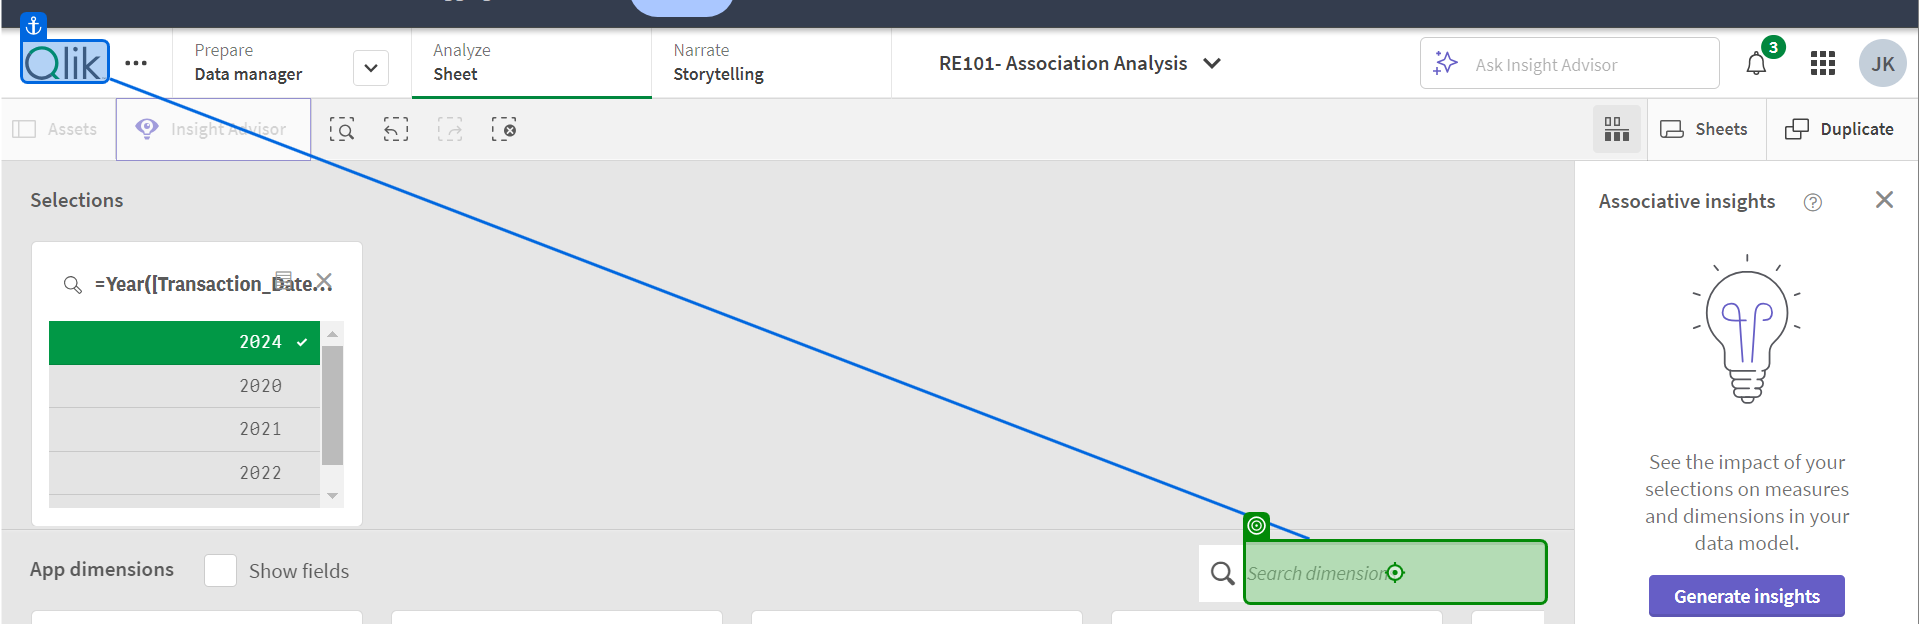 Qlik
Prepare
Data manager
Analyze
Sheet
Narrate
Storytelling
RE101- Association Analysis
Ask Insight Advisor
3
JK
Assets
Insight Advisor
Sheets
Duplicate
Selections
=Year([Transaction_Date...
2024
2020
2021
2022
App dimensions
Show fields
Search dimension
Associative insights
?
See the impact of your
selections on measures
and dimensions in your
data model.
Generate insights